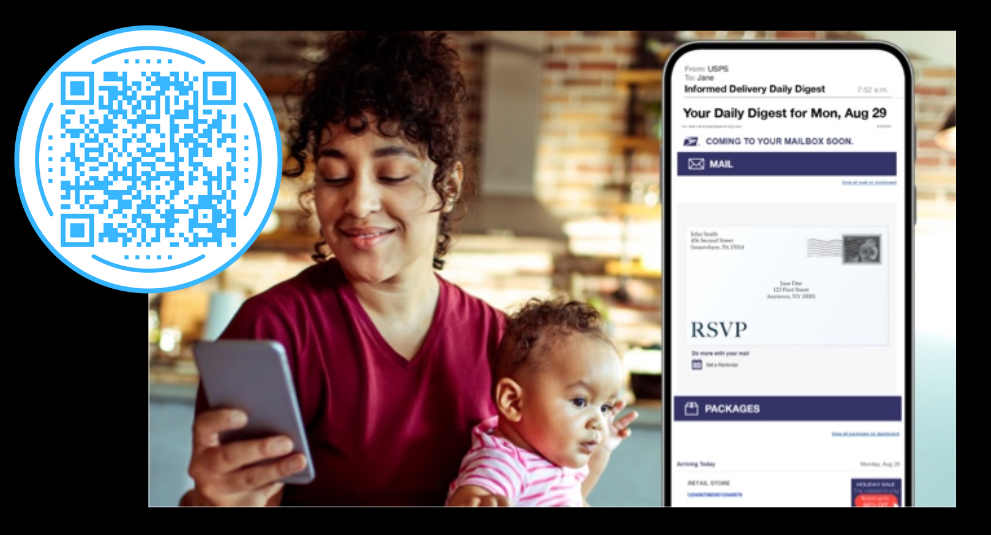 From: USPS
To: Jane
Informed Delivery Daily Digest 7:52 a.m.
Your Daily Digest for Mon, Aug 29
COMING TO YOUR MAILBOX SOON.
MAIL
View all mail on dashboard
John Smith
456 Second Street
Somewhere, PA 17014
Jane Doe
123 First Street
Anytown, NY 10001
RSVP
Do more with your mail
Set a Reminder
PACKAGES
View all packages on dashboard
Arriving Today Monday, Aug 29
RETAIL STORE
HOLIDAY SALE